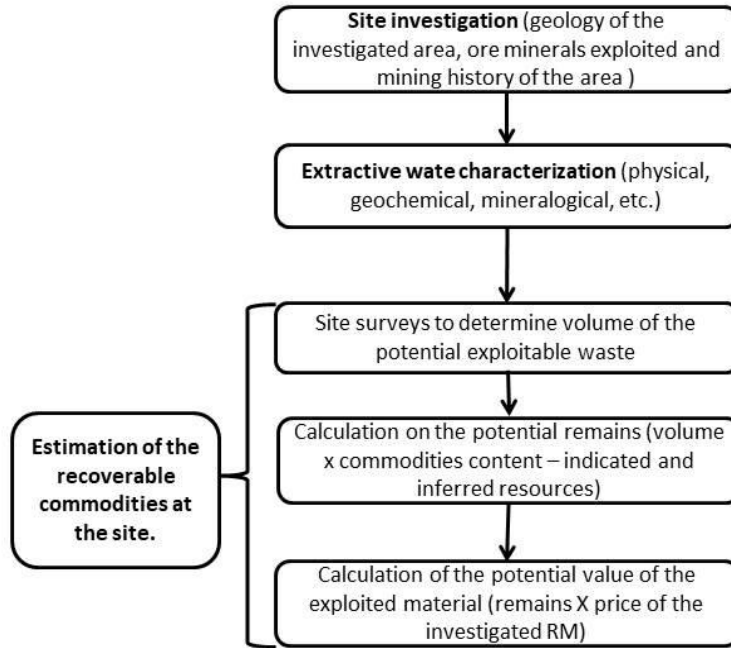 Site investigation (geology of the
investigated area, ore minerals exploited and
mining history of the area )
Extractive wate characterization (physical,
geochemical, mineralogical, etc.)
Site surveys to determine volume of the
potential exploitable waste
Estimation of the
recoverable
commodities at
the site.
Calculation on the potential remains (volume
x commodities content – indicated and
inferred resources)
Calculation of the potential value of the
exploited material (remains X price of the
investigated RM)